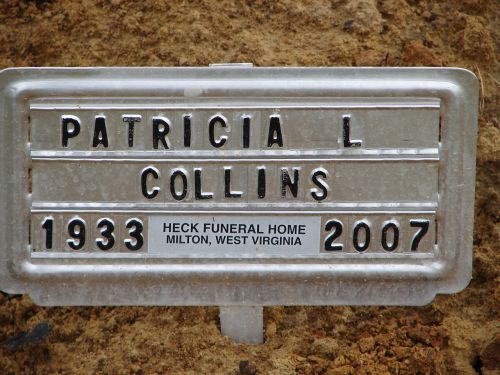 PATRICIA L
COLLINS
1933 HECK FUNERAL HOME 2007
MILTON, WEST VIRGINIA